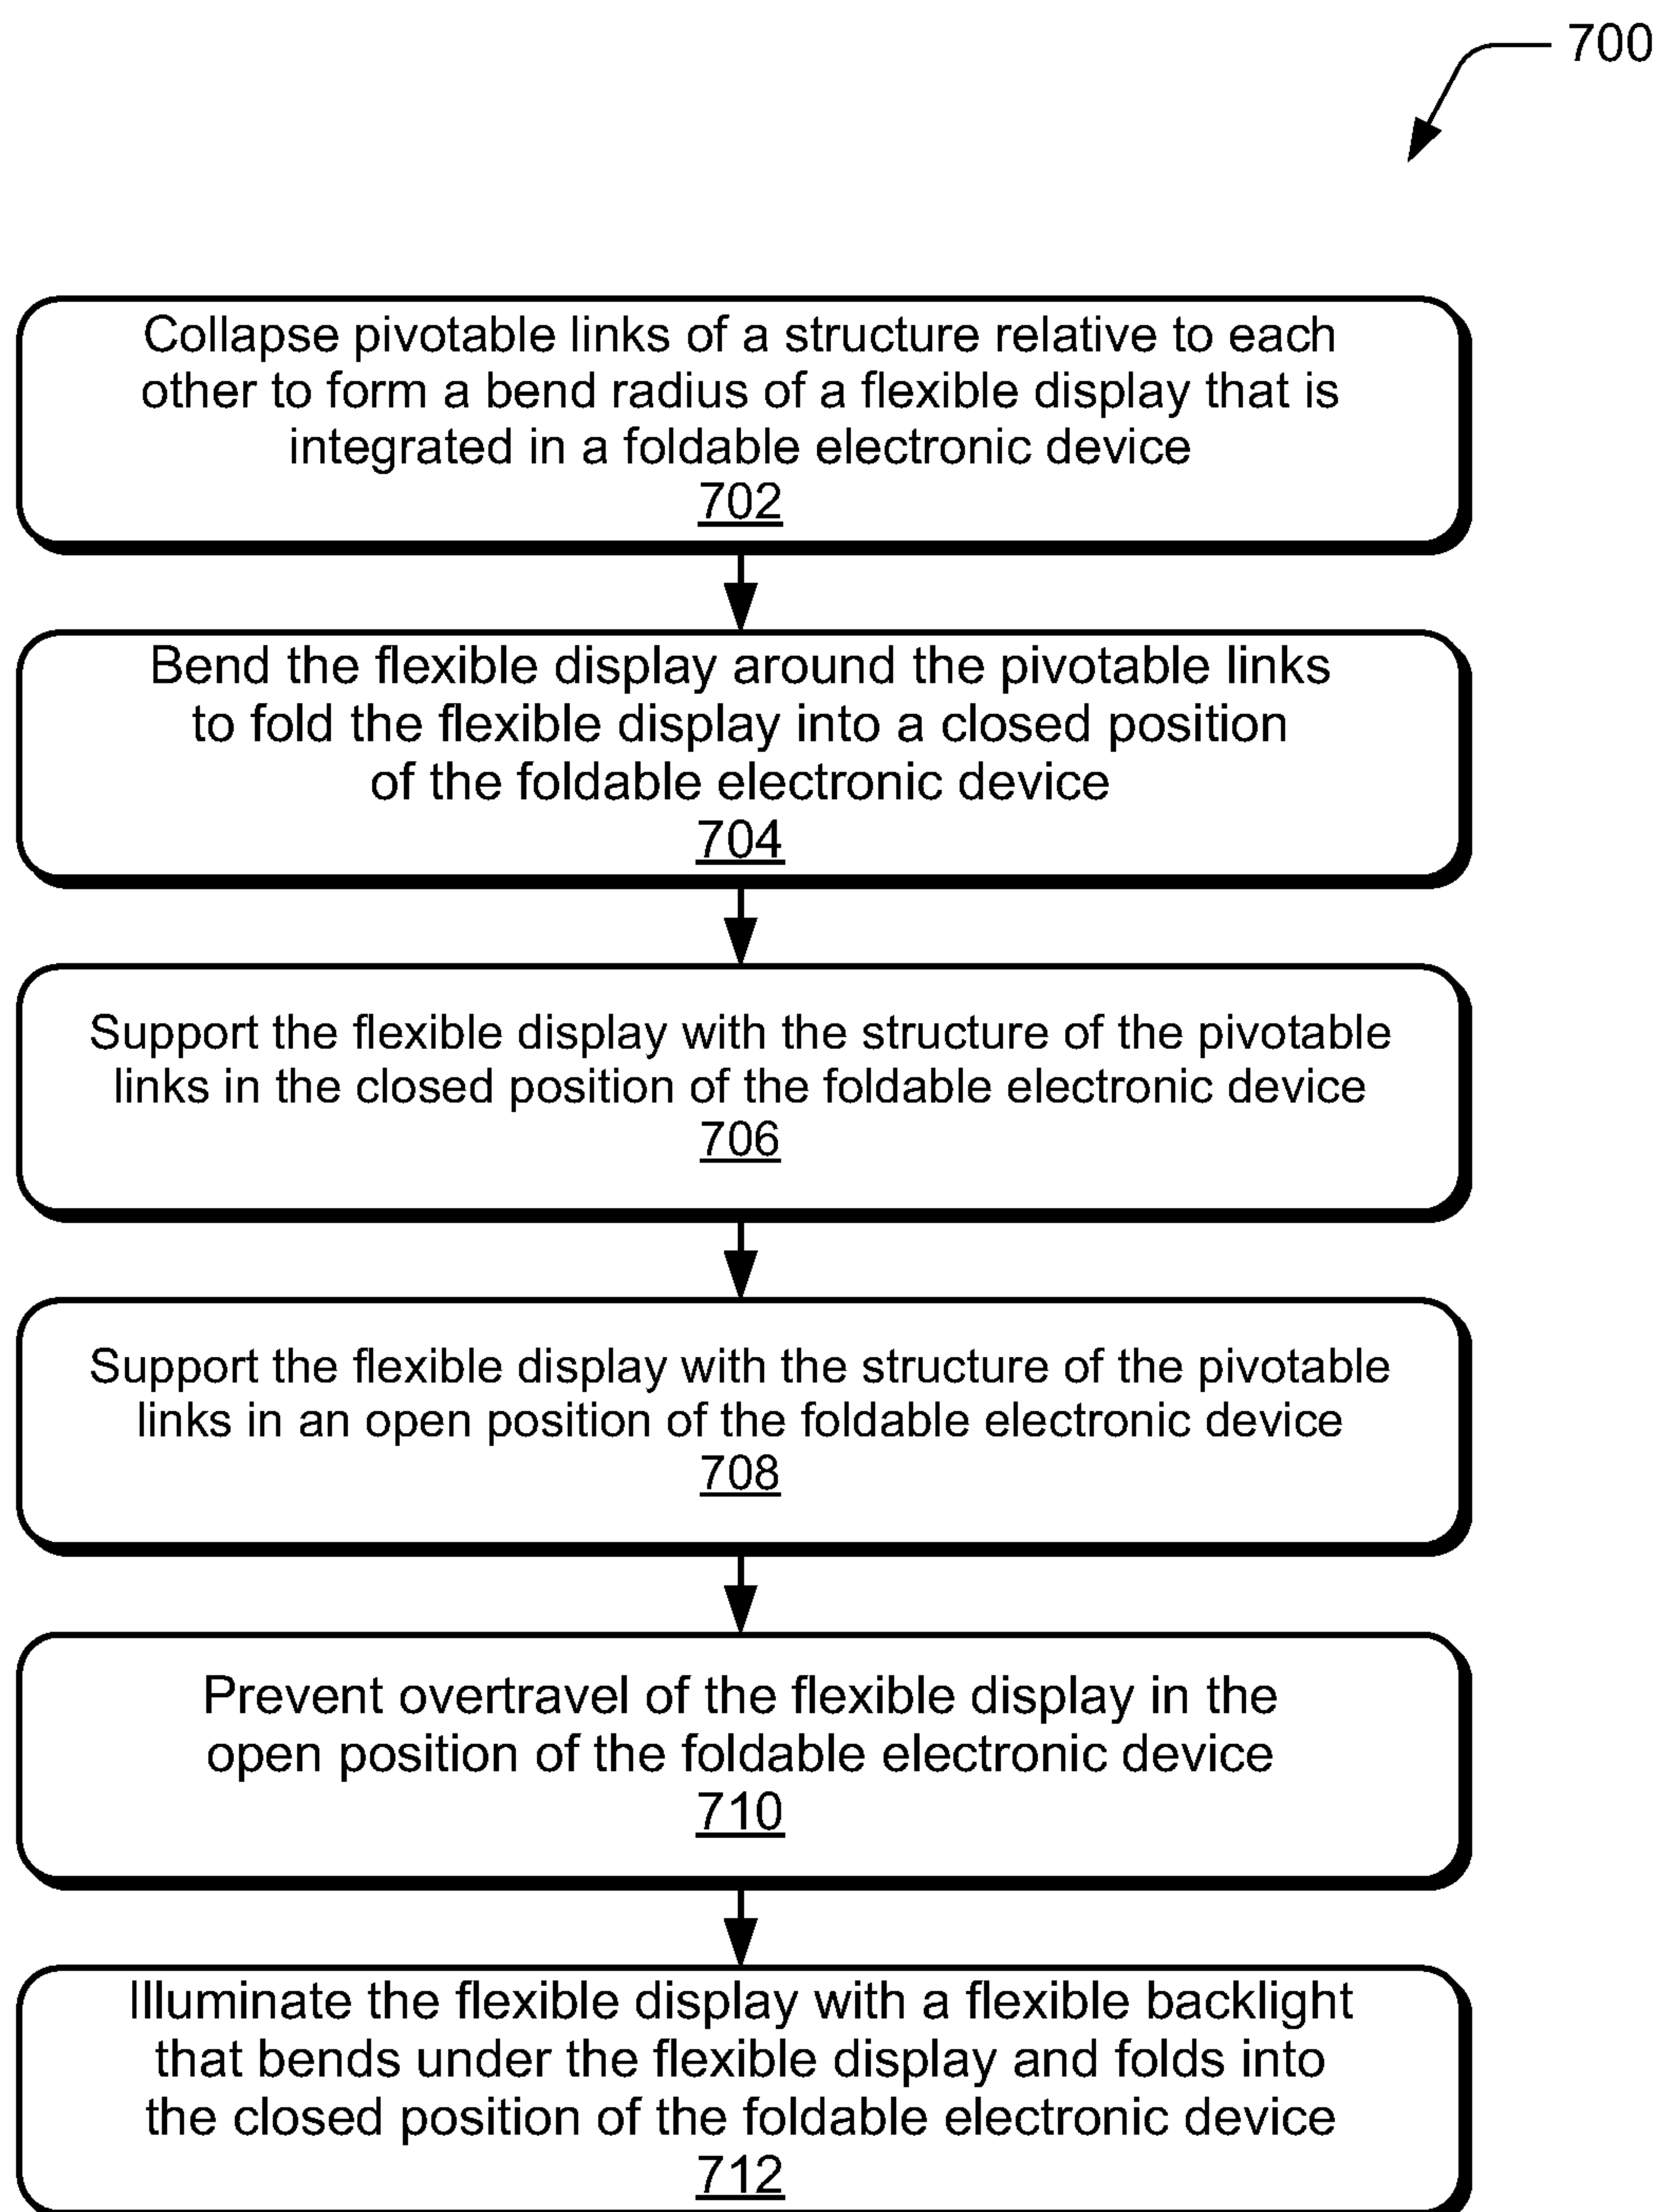 700
Collapse pivotable links of a structure relative to each
other to form a bend radius of a flexible display that is
integrated in a foldable electronic device
702
Bend the flexible display around the pivotable links
to fold the flexible display into a closed position
of the foldable electronic device
704
Support the flexible display with the structure of the pivotable
links in the closed position of the foldable electronic device
706
Support the flexible display with the structure of the pivotable
links in an open position of the foldable electronic device
708
Prevent overtravel of the flexible display in the
open position of the foldable electronic device
710
Illuminate the flexible display with a flexible backlight
that bends under the flexible display and folds into
the closed position of the foldable electronic device
712